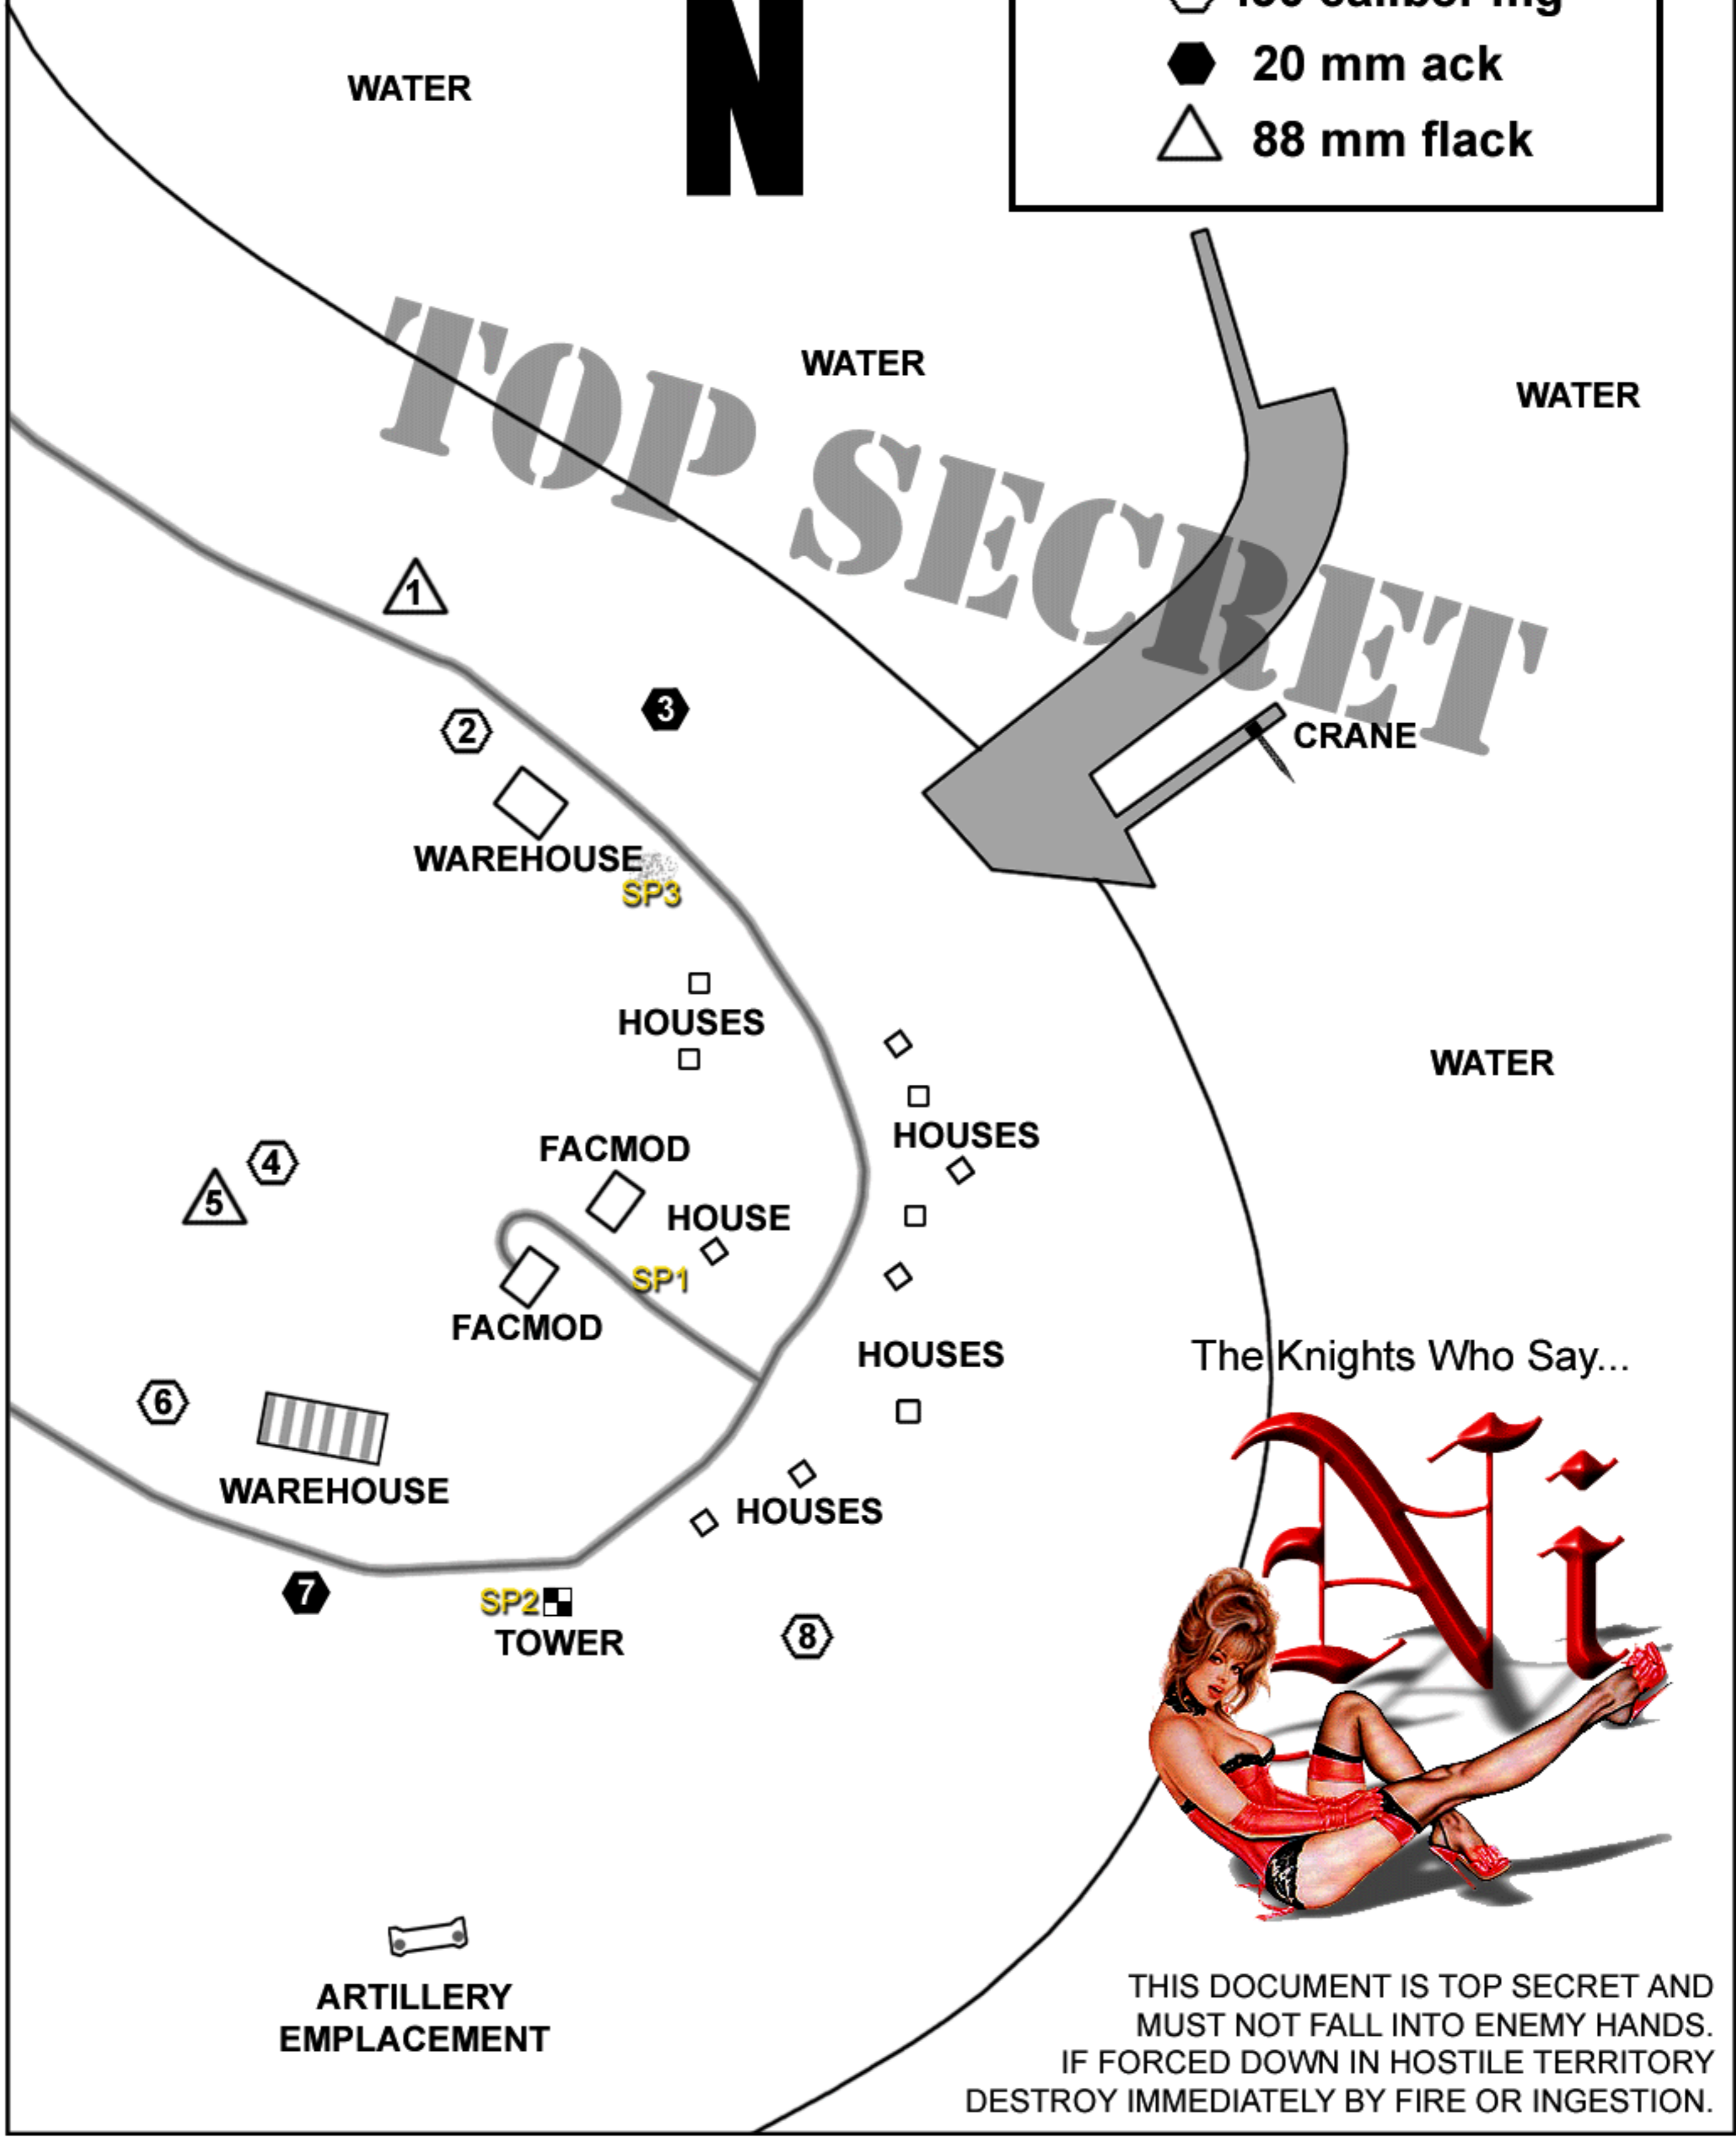 N
.50 caliber mg
20 mm ack
88 mm flack
WATER
WATER
WATER
TOP SECRET
1
2
3
CRANE
WAREHOUSE
SP3
HOUSES
WATER
HOUSES
FACMOD
4
5
HOUSE
SP1
FACMOD
HOUSES
The Knights Who Say...
Ni
6
WAREHOUSE
HOUSES
7
SP2
TOWER
8
ARTILLERY
EMPLACEMENT
THIS DOCUMENT IS TOP SECRET AND
MUST NOT FALL INTO ENEMY HANDS.
IF FORCED DOWN IN HOSTILE TERRITORY
DESTROY IMMEDIATELY BY FIRE OR INGESTION.